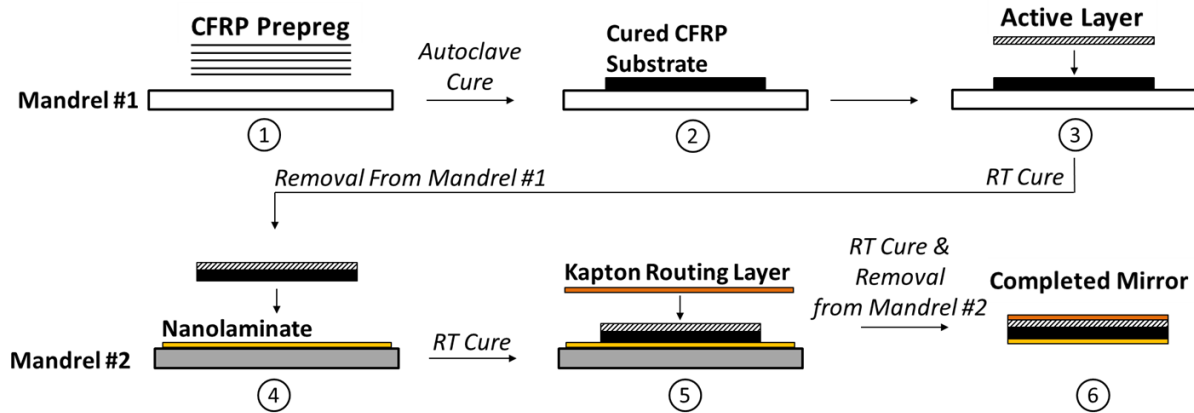 CFRP Prepreg
Autoclave
Cure
Mandrel #1
①
Cured CFRP
Substrate
②
Active Layer
③
Removal From Mandrel #1
RT Cure
Nanolaminate
Mandrel #2
④
RT Cure
Kapton Routing Layer
⑤
RT Cure &
Removal
from Mandrel #2
Completed Mirror
⑥